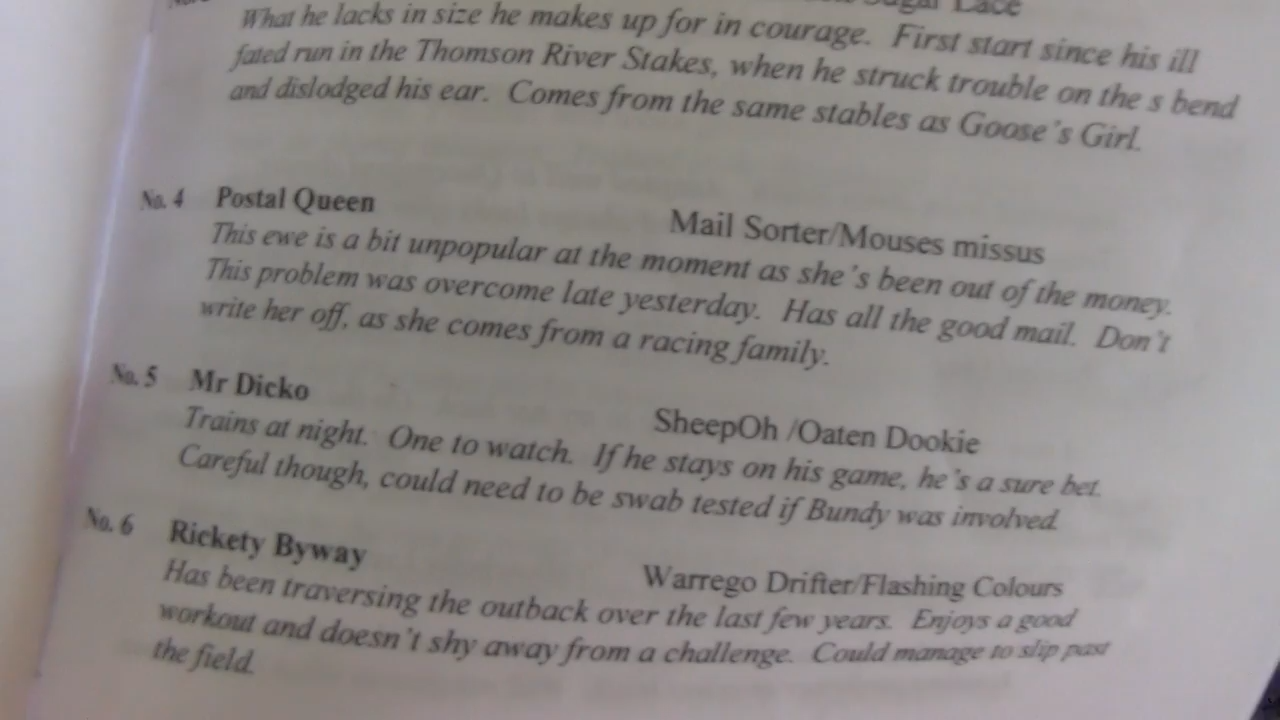 Sugar Lace
What he lacks in size he makes up for in courage. First start since his ill
fated run in the Thomson River Stakes, when he struck trouble on the s bend
and dislodged his ear. Comes from the same stables as Goose's Girl.
No. 4 Postal Queen Mail Sorter/Mouses missus
This ewe is a bit unpopular at the moment as she's been out of the money.
This problem was overcome late yesterday. Has all the good mail. Don't
write her off, as she comes from a racing family.
No. 5 Mr Dicko SheepOh /Oaten Dookie
Trains at night. One to watch. If he stays on his game, he's a sure bet.
Careful though, could need to be swab tested if Bundy was involved.
No. 6 Rickety Byway Warrego Drifter/Flashing Colours
Has been traversing the outback over the last few years. Enjoys a good
workout and doesn't shy away from a challenge. Could manage to slip past
the field.